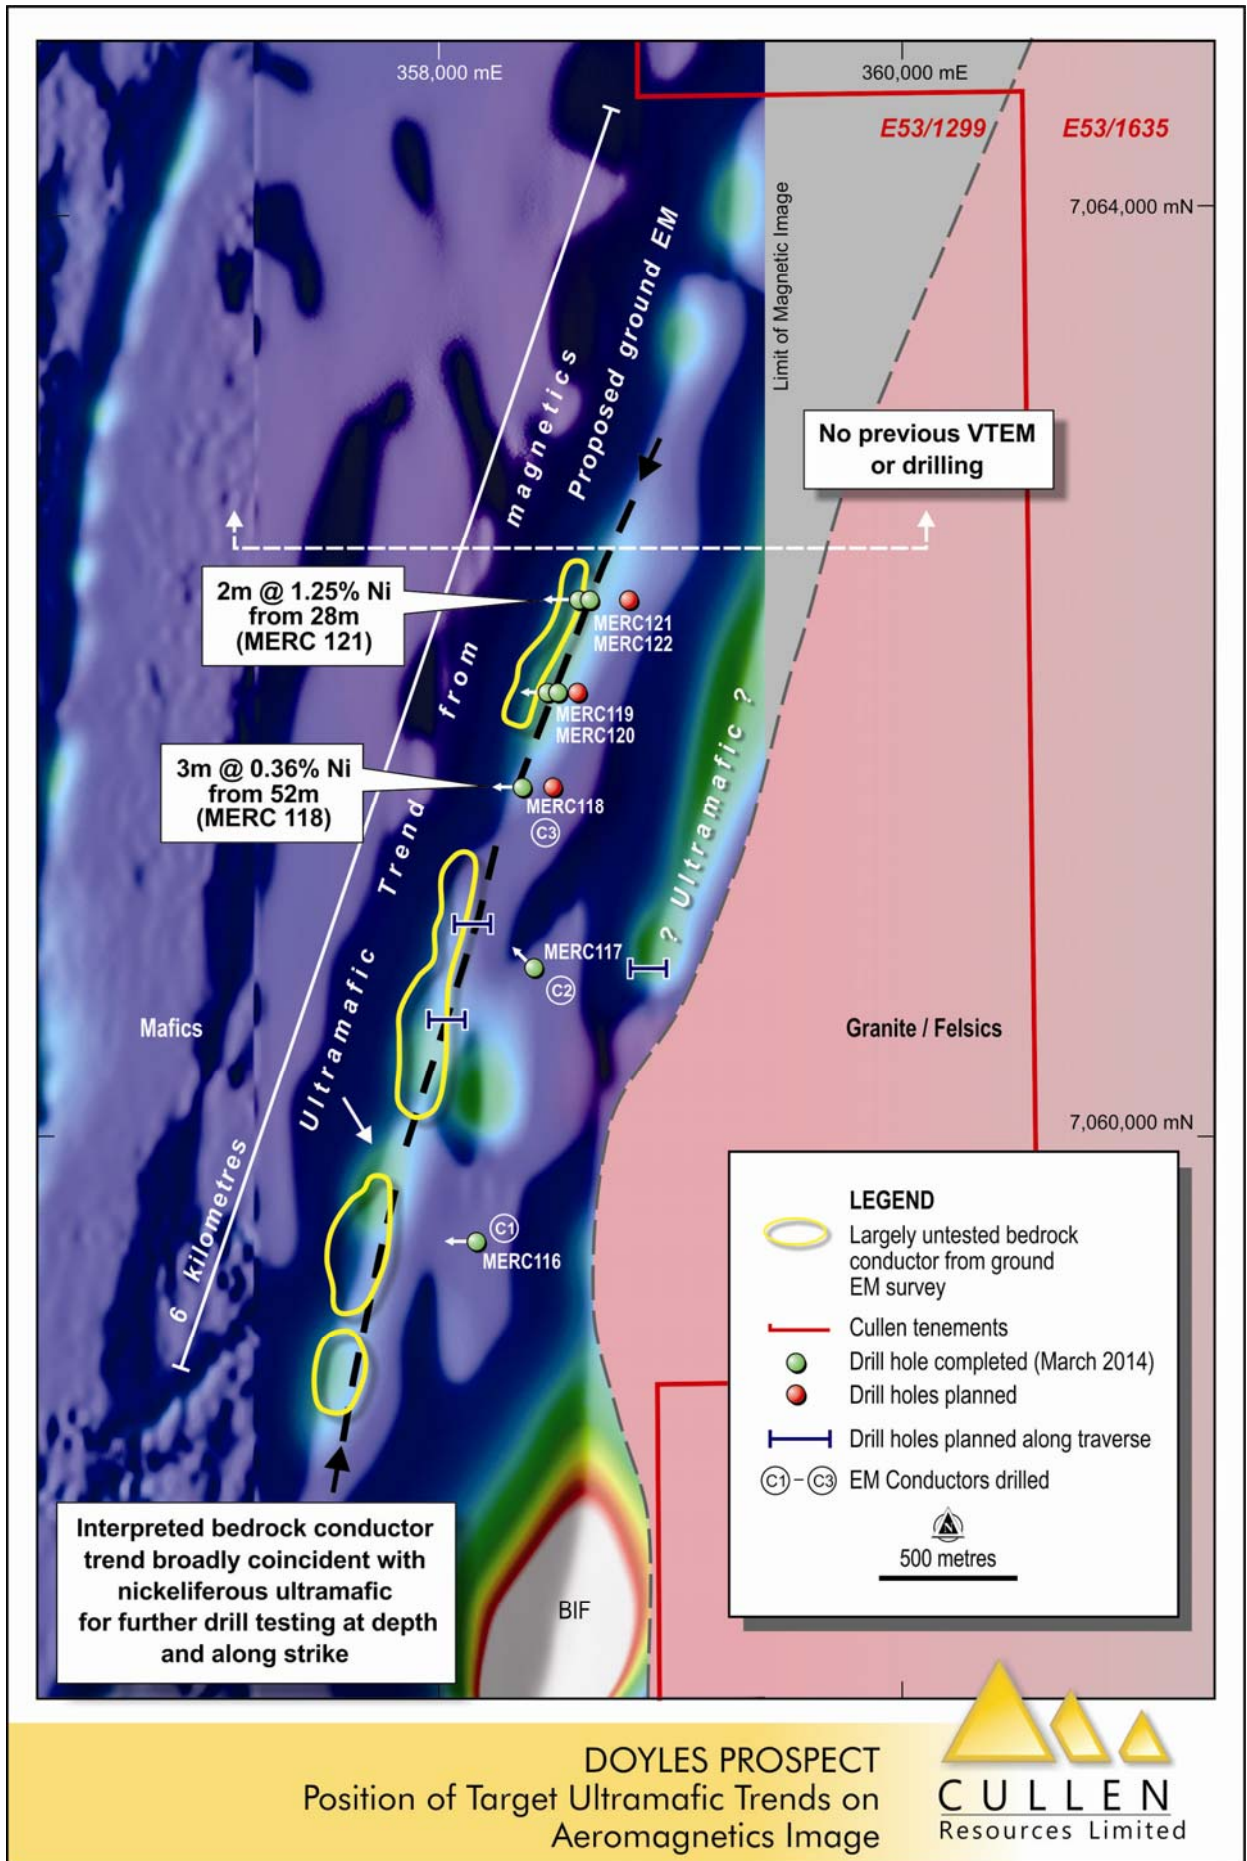 358,000 mE
360,000 mE
E53/1299
E53/1635
7,064,000 mN
Limit of Magnetic Image
Proposed ground EM
No previous VTEM
or drilling
2m @ 1.25% Ni
from 28m
(MERC 121)
MERC121
MERC122
MERC119
MERC120
3m @ 0.36% Ni
from 52m
(MERC 118)
MERC118
C3
? Ultramafic ?
Ultramafic Trend from magnetics
MERC117
C2
Mafics
Granite / Felsics
7,060,000 mN
6 kilometres
C1
MERC116
LEGEND
Largely untested bedrock
conductor from ground
EM survey
Cullen tenements
Drill hole completed (March 2014)
Drill holes planned
Drill holes planned along traverse
C1 – C3 EM Conductors drilled
N
500 metres
Interpreted bedrock conductor
trend broadly coincident with
nickeliferous ultramafic
for further drill testing at depth
and along strike
BIF
DOYLES PROSPECT
Position of Target Ultramafic Trends on
Aeromagnetics Image
CULLEN
Resources Limited